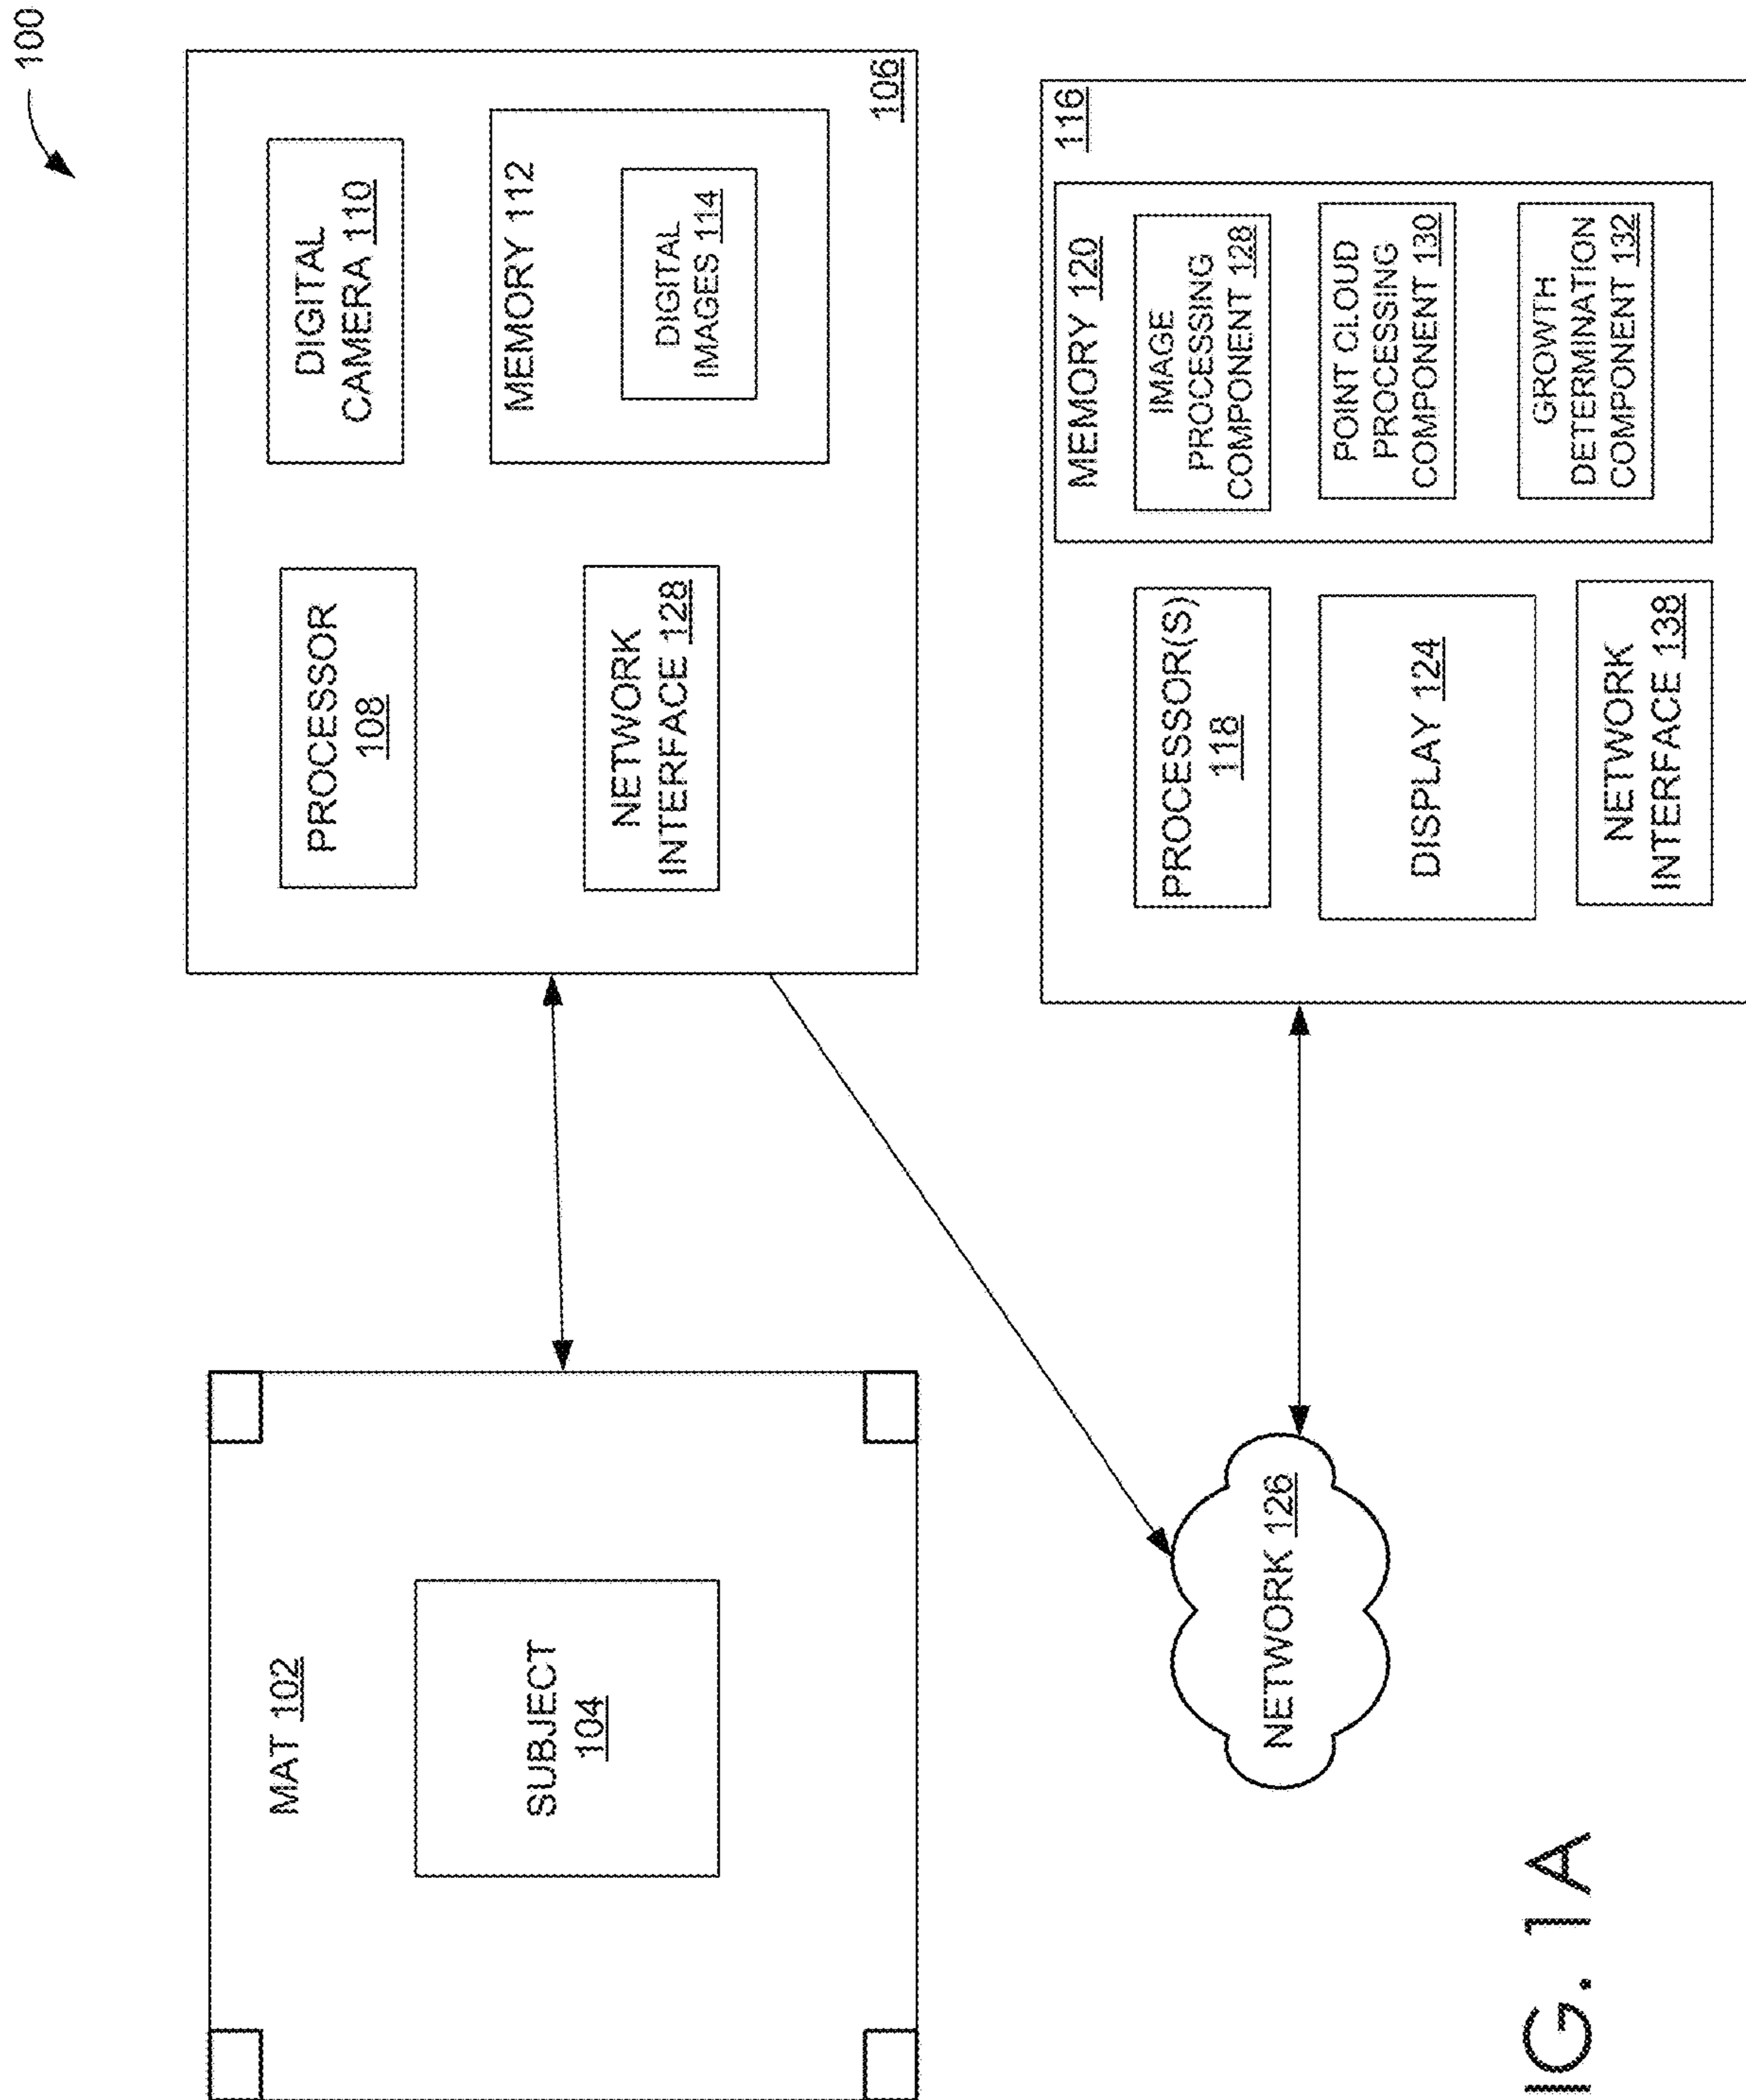 100
MAT 102
SUBJECT
104
PROCESSOR
108
DIGITAL
CAMERA 110
NETWORK
INTERFACE 128
MEMORY 112
DIGITAL
IMAGES 114
106
NETWORK 126
116
PROCESSOR(S)
118
DISPLAY 124
NETWORK
INTERFACE 138
MEMORY 120
IMAGE
PROCESSING
COMPONENT 128
POINT CLOUD
PROCESSING
COMPONENT 130
GROWTH
DETERMINATION
COMPONENT 132
IG. 1A